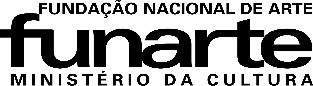 FUNDAÇÃO NACIONAL DE ARTE
funarte
MINISTÉRIO DA CULTURA